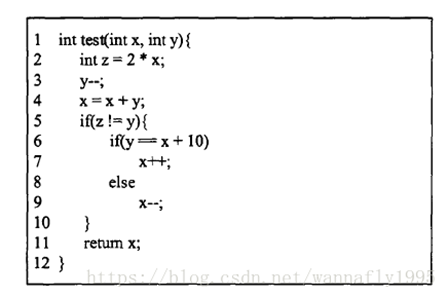 1 int test(int x, int y){
2 int z = 2 * x;
3 y--;
4 x = x + y;
5 if(z != y){
6 if(y == x + 10)
7 x++;
8 else
9 x--;
10 }
11 return x;
12 }
https://blog.csdn.net/wannafly1995